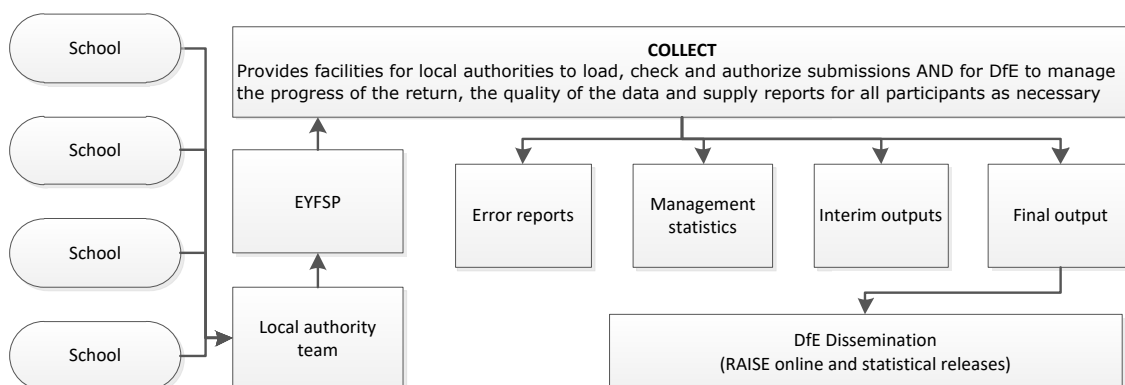 School
School
School
School
COLLECT
Provides facilities for local authorities to load, check and authorize submissions AND for DfE to manage
the progress of the return, the quality of the data and supply reports for all participants as necessary
EYFSP
Local authority
team
Error reports
Management
statistics
Interim outputs
Final output
DfE Dissemination
(RAISE online and statistical releases)